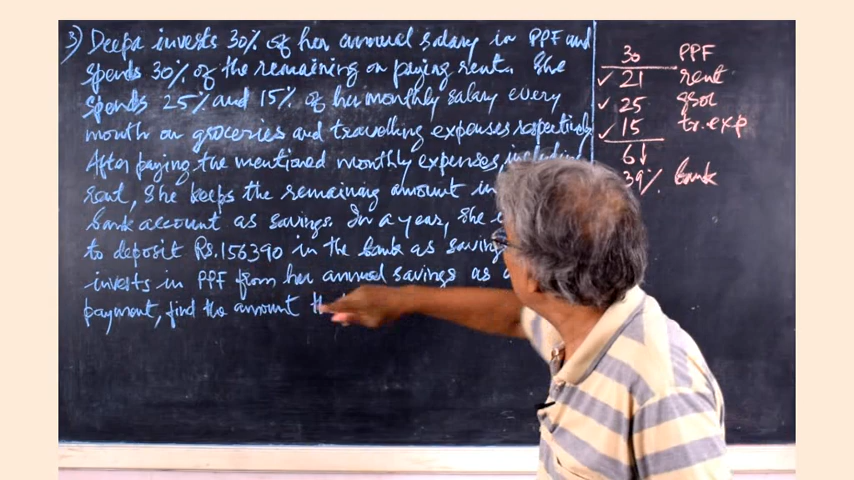 3) Deepa invests 30% of her annual salary in PPF and
spends 30% of the remaining on paying rent. She
spends 25% and 15% of her monthly salary every
month on groceries and travelling expenses respectively
After paying the mentioned monthly expenses including
rent, she keeps the remaining amount in
bank account as savings. In a year, she
to deposit Rs.156390 in the bank as
invests in PPF from her annual savings as
payment, find the amount
30 PPF
✓ 21 rent
✓ 25
✓ 15 tr. exp
61
39% bank